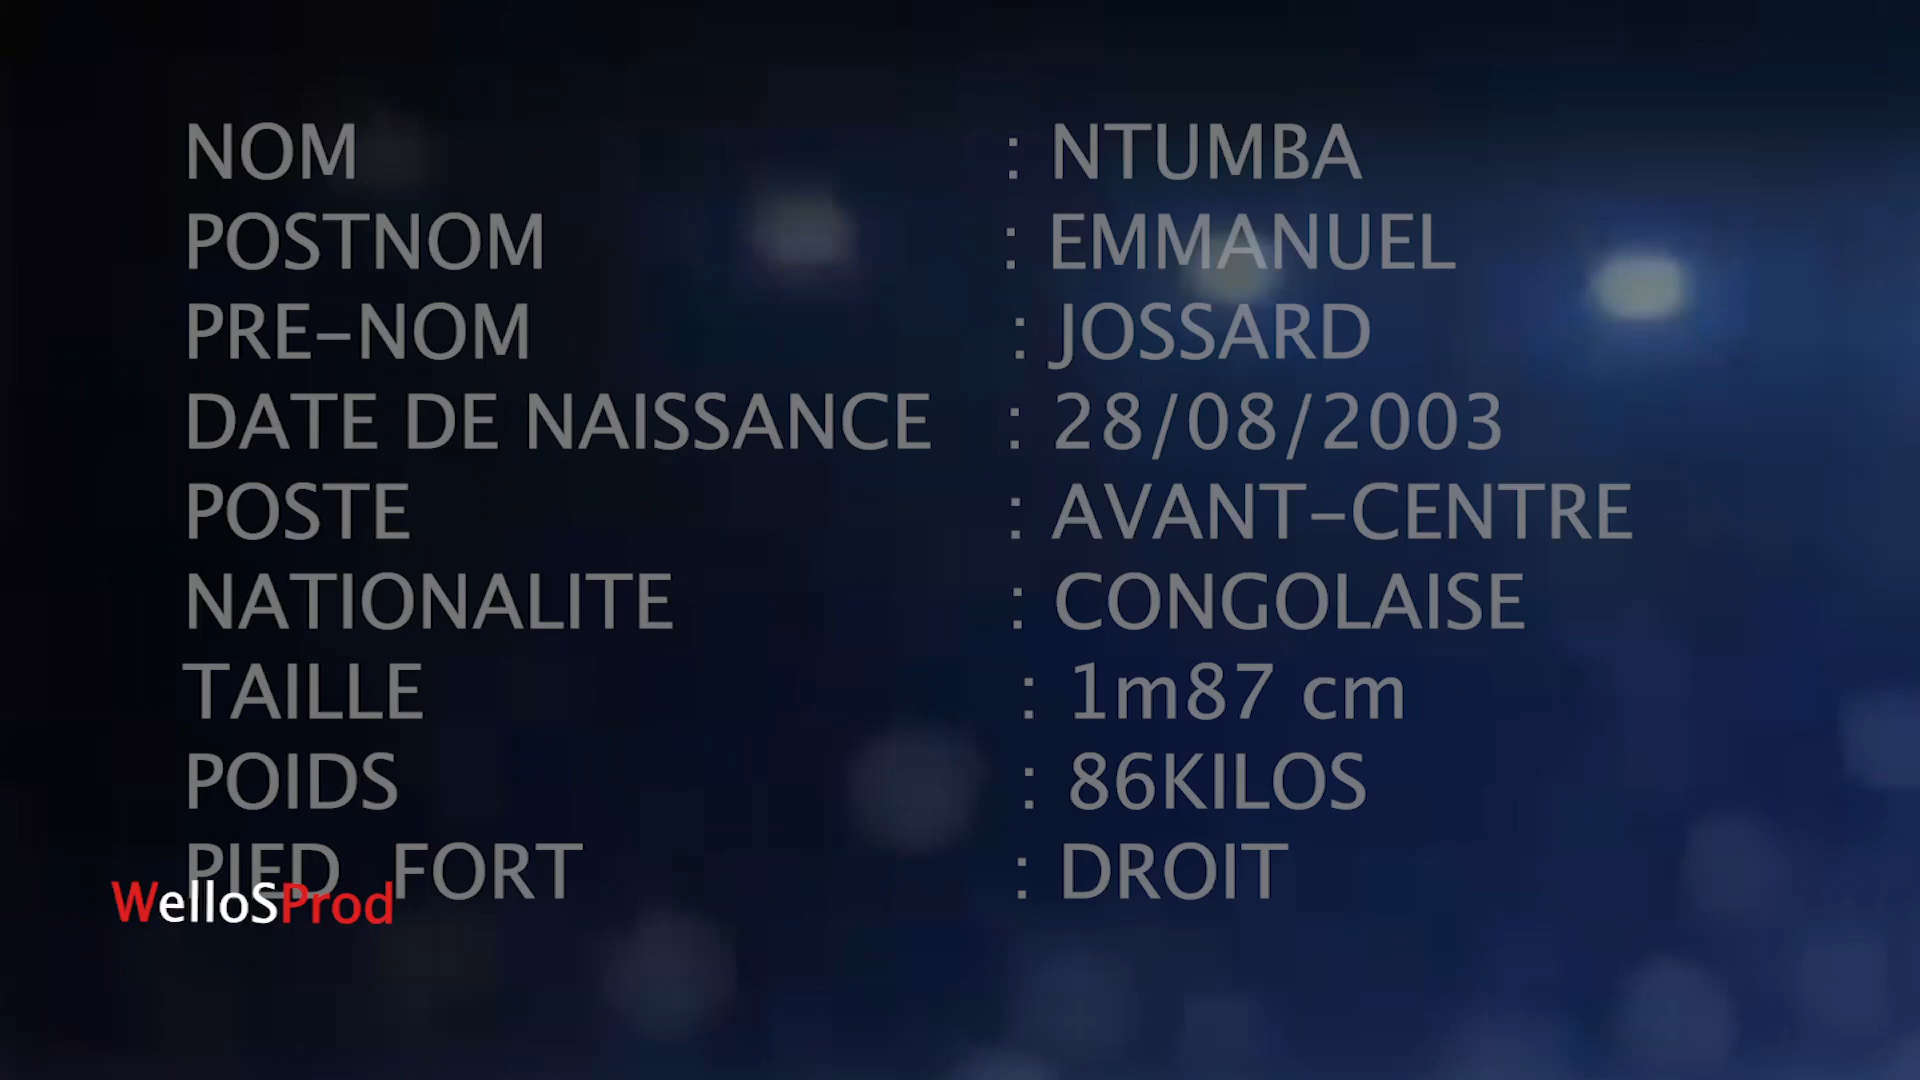 NOM : NTUMBA
POSTNOM : EMMANUEL
PRE-NOM : JOSSARD
DATE DE NAISSANCE : 28/08/2003
POSTE : AVANT-CENTRE
NATIONALITE : CONGOLAISE
TAILLE : 1m87 cm
POIDS : 86KILOS
PIED FORT : DROIT
WelloSProd